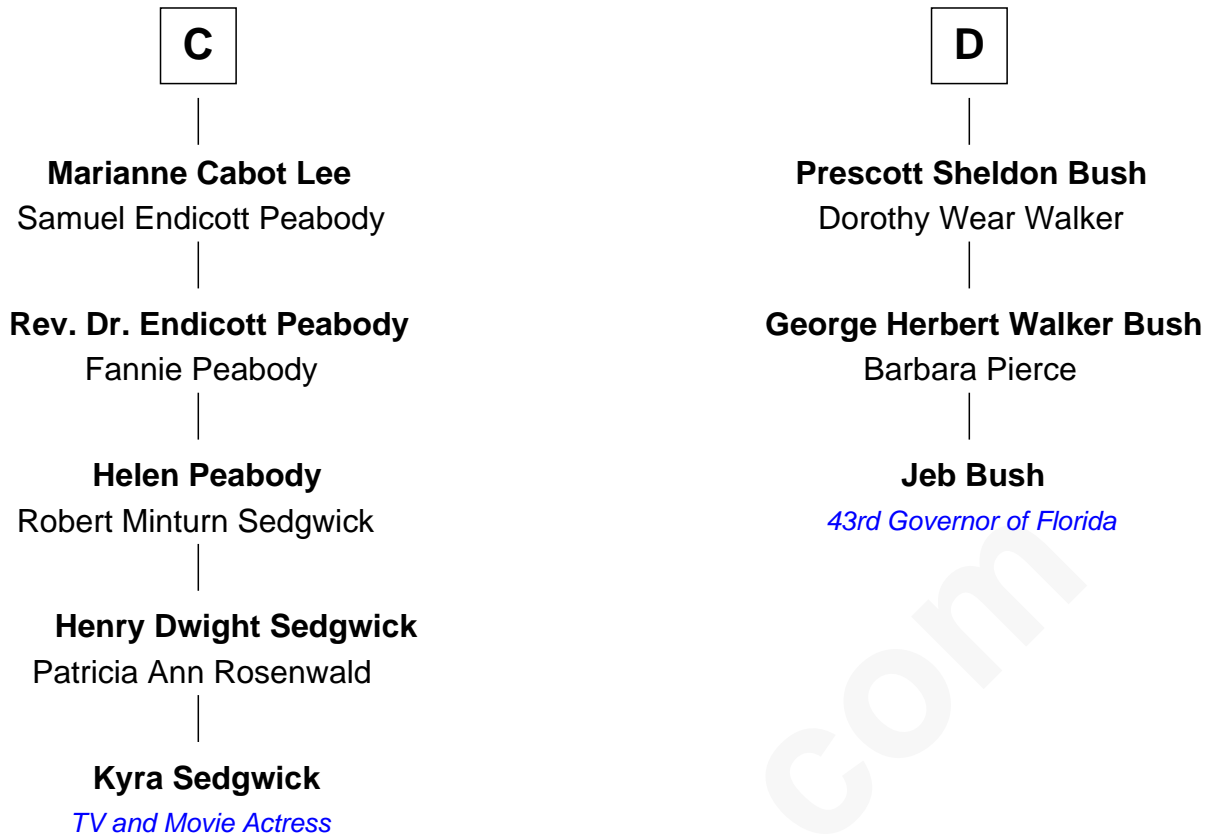 C
Marianne Cabot Lee
Samuel Endicott Peabody
Rev. Dr. Endicott Peabody
Fannie Peabody
Helen Peabody
Robert Minturn Sedgwick
Henry Dwight Sedgwick
Patricia Ann Rosenwald
Kyra Sedgwick
TV and Movie Actress
D
Prescott Sheldon Bush
Dorothy Wear Walker
George Herbert Walker Bush
Barbara Pierce
Jeb Bush
43rd Governor of Florida
com